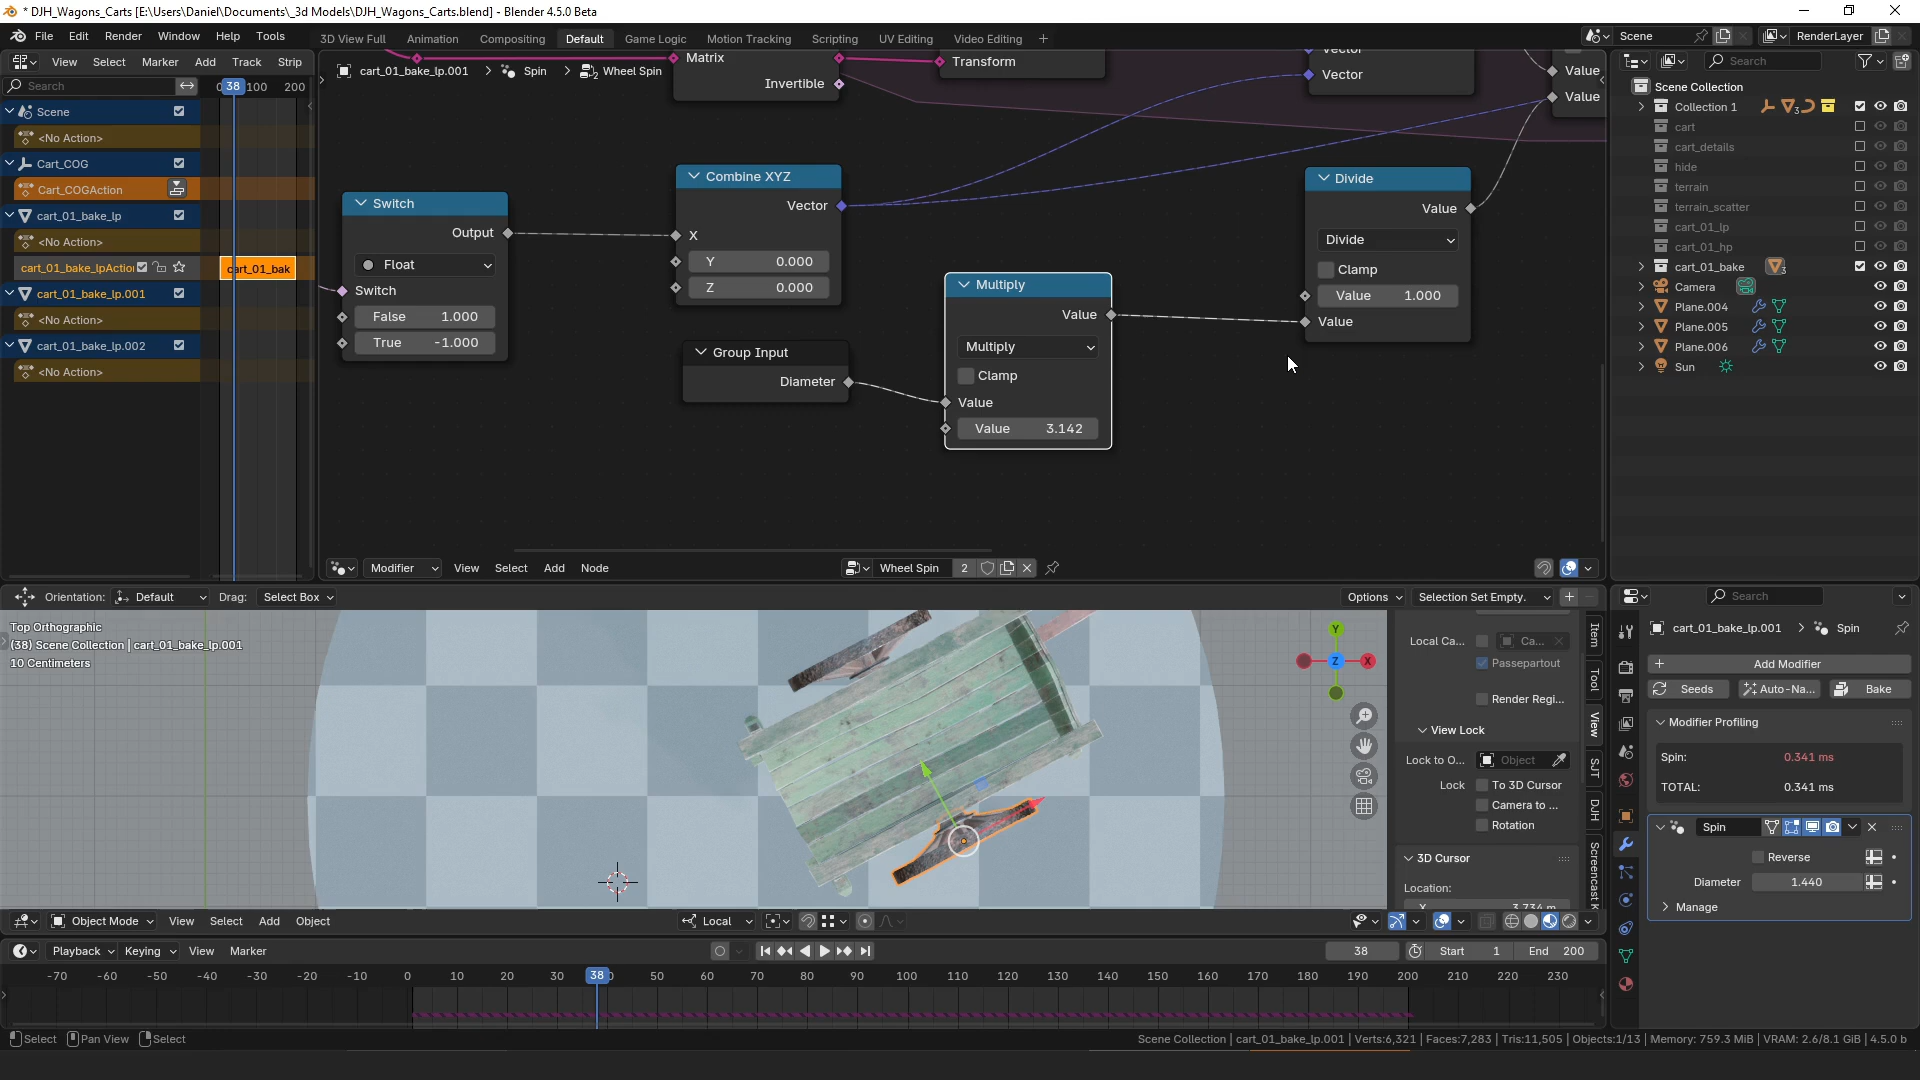 * DJH_Wagons_Carts [E:\Users\Daniel\Documents\_3d Models\DJH_Wagons_Carts.blend] - Blender 4.5.0 Beta
File Edit Render Window Help Tools
3D View Full Animation Compositing Default Game Logic Motion Tracking Scripting Shading UV Editing Video Editing +
Scene RenderLayer
View Select Marker Add Track Strip
Search
38 100 200
Scene
<No Action>
Cart_COG
Cart_COGAction
cart_01_bake_lp
<No Action>
cart_01_bake_lpActio
cart_01_bak
cart_01_bake_lp.001
<No Action>
cart_01_bake_lp.002
<No Action>
cart_01_bake_lp.001 > Spin > Wheel Spin
Matrix
Invertible
Transform
Vector
Vector
Value
Value
Switch
Output
Float
Switch
False 1.000
True -1.000
Combine XYZ
Vector
X
Y 0.000
Z 0.000
Group Input
Diameter
Multiply
Value
Multiply
Clamp
Value
Value 3.142
Divide
Value
Divide
Clamp
Value 1.000
Value
Modifier View Select Add Node
Wheel Spin 2
Search
Scene Collection
Collection 1
cart
cart_details
hide
terrain
terrain_scatter
cart_01_lp
cart_01_hp
cart_01_bake
Camera
Plane.004
Plane.005
Plane.006
Sun
Orientation: Default Drag: Select Box
Options Selection Set Empty.
Top Orthographic
(38) Scene Collection | cart_01_bake_lp.001
10 Centimeters
Y
Z
X
Local Ca... Ca...
Passepartout
Render Regi...
View Lock
Lock to O... Object
Lock To 3D Cursor
Camera to ...
Rotation
3D Cursor
Location:
X 3.734 m
Item
Tool
View
SJT
DJH
Screencast K
Object Mode View Select Add Object
Local
Search
cart_01_bake_lp.001 > Spin
Add Modifier
Seeds Auto-Na... Bake
Modifier Profiling
Spin: 0.341 ms
TOTAL: 0.341 ms
Spin
Reverse
Diameter 1.440
Manage
Playback Keying View Marker
38 Start 1 End 200
-70 -60 -50 -40 -30 -20 -10 0 10 20 30 38 50 60 70 80 90 100 110 120 130 140 150 160 170 180 190 200 210 220 230
Select Pan View Select
Scene Collection | cart_01_bake_lp.001 | Verts:6,321 | Faces:7,283 | Tris:11,505 | Objects:1/13 | Memory: 759.3 MiB | VRAM: 2.6/8.1 GiB | 4.5.0 b